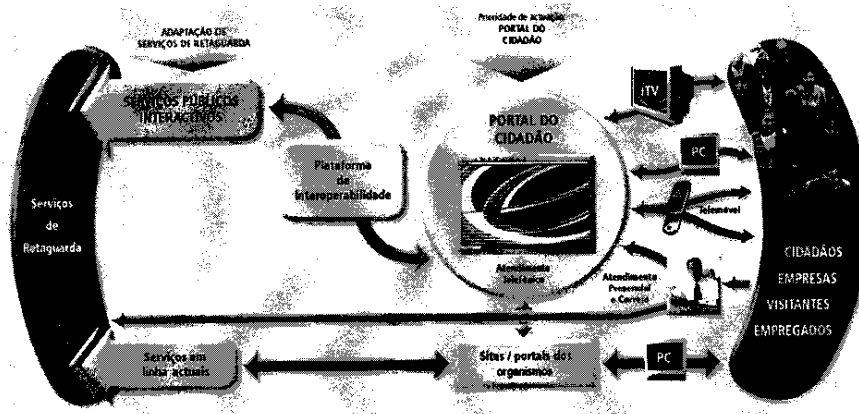 ADAPTAÇÃO DE
SERVIÇOS DE RETAGUARDA
Prioridade de actuação:
PORTAL DO
CIDADÃO
SERVIÇOS PÚBLICOS
INTERACTIVOS
Plataforma
de
Interoperabilidade
PORTAL DO
CIDADÃO
Atendimento
Telefónico
iTV
PC
Telemóvel
Atendimento
Presencial
e Correio
Serviços
de
Retaguarda
CIDADÃOS
EMPRESAS
VISITANTES
EMPREGADOS
Serviços em
linha actuais
Sites / portais dos
organismos
PC